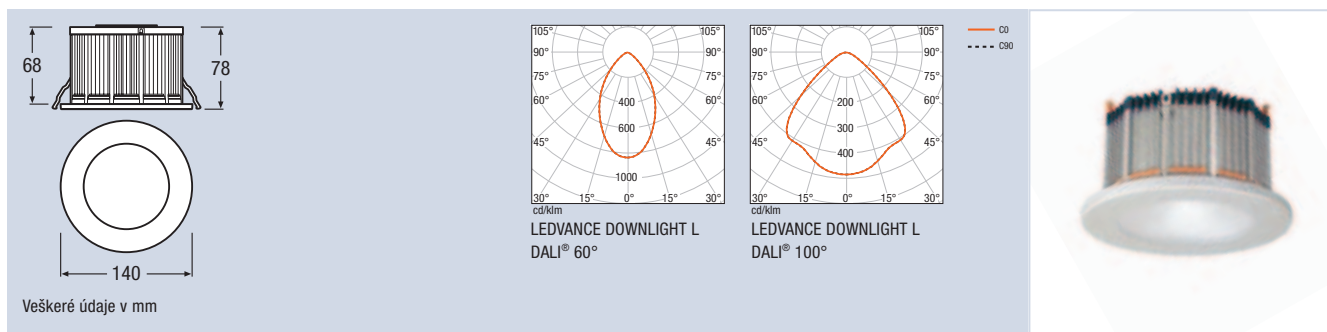 68
78
140
Veškeré údaje v mm
105° 105°
90° 90°
75° 75°
60° 60°
45° 45°
30° 15° 0° 15° 30°
400
600
1000
cd/klm
LEDVANCE DOWNLIGHT L
DALI® 60°
105° 105°
90° 90°
75° 75°
60° 60°
45° 45°
30° 15° 0° 15° 30°
200
300
400
cd/klm
LEDVANCE DOWNLIGHT L
DALI® 100°
C0
C90